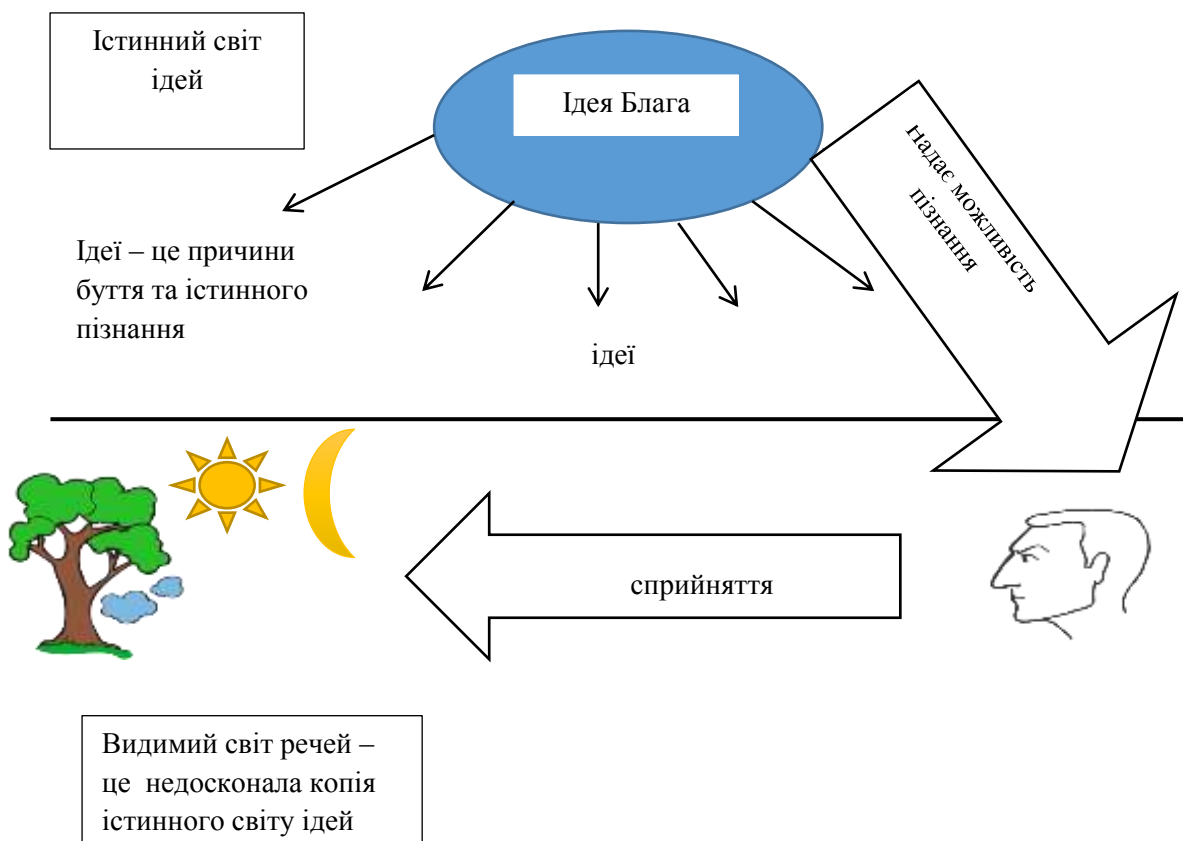 Істинний світ
ідей
Ідея Блага
Надає можливість
пізнання
Ідеї – це причини
буття та істинного
пізнання
ідеї
сприйняття
Видимий світ речей –
це недосконала копія
істинного світу ідей